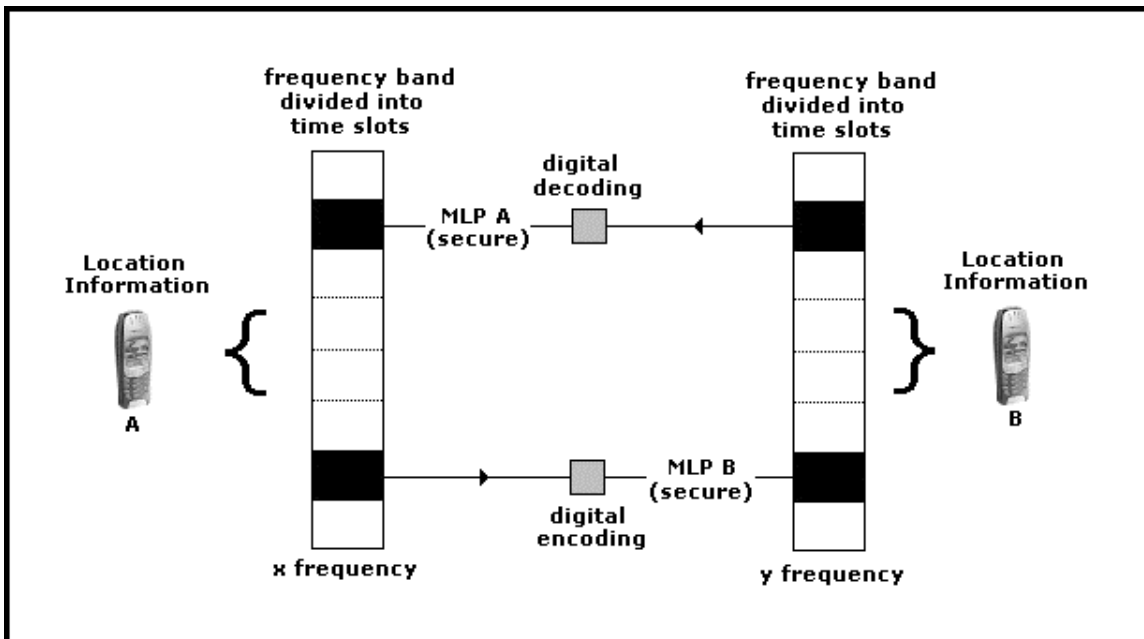 frequency band
divided into
time slots
frequency band
divided into
time slots
digital
decoding
MLP A
(secure)
Location
Information
A
Location
Information
B
MLP B
(secure)
digital
encoding
x frequency
y frequency